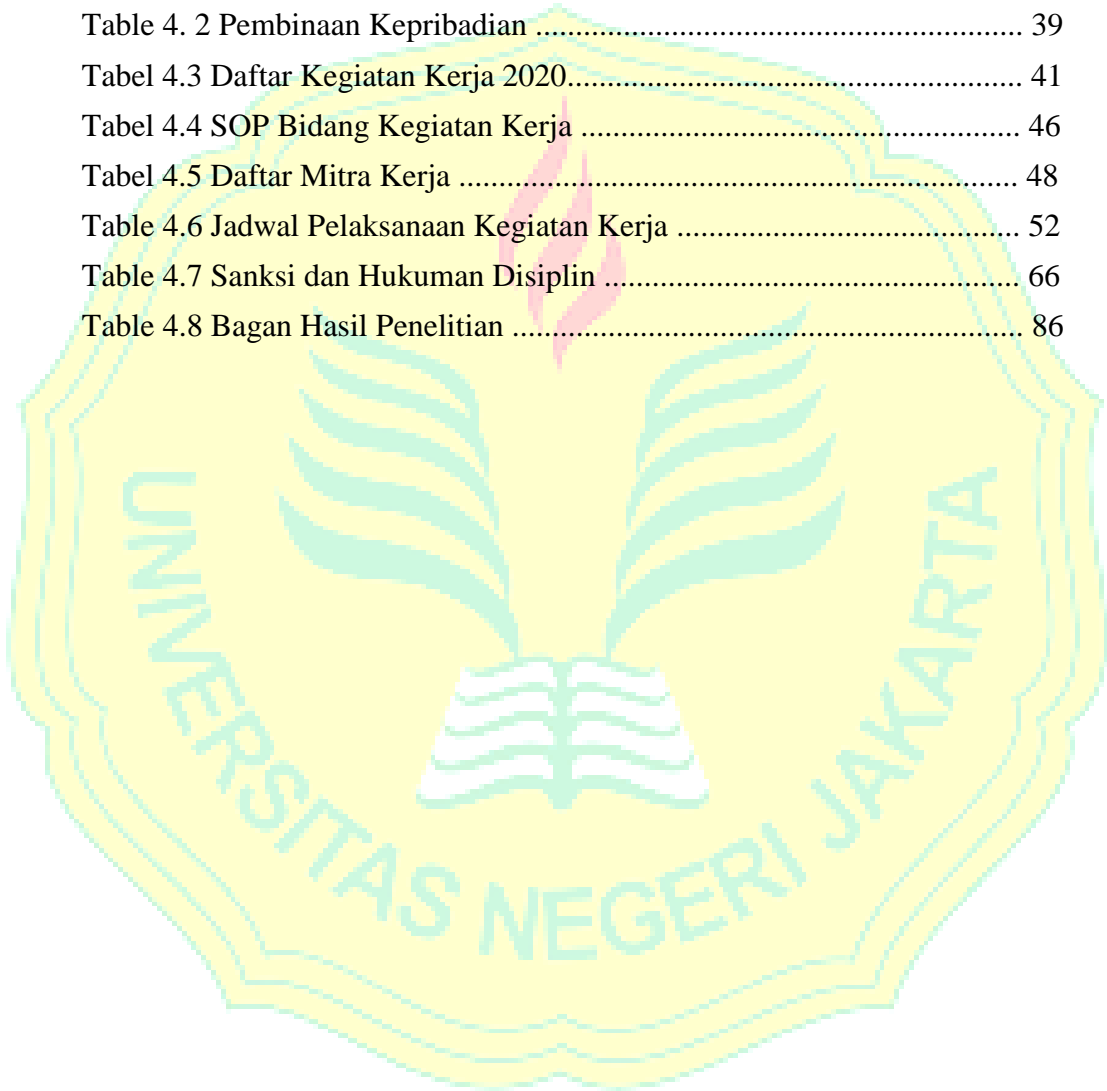 Table 4. 2 Pembinaan Kepribadian ............................................................. 39
Tabel 4.3 Daftar Kegiatan Kerja 2020......................................................... 41
Tabel 4.4 SOP Bidang Kegiatan Kerja ....................................................... 46
Tabel 4.5 Daftar Mitra Kerja ...................................................................... 48
Table 4.6 Jadwal Pelaksanaan Kegiatan Kerja ........................................... 52
Table 4.7 Sanksi dan Hukuman Disiplin .................................................... 66
Table 4.8 Bagan Hasil Penelitian ................................................................ 86
UNIVERSITAS NEGERI JAKARTA